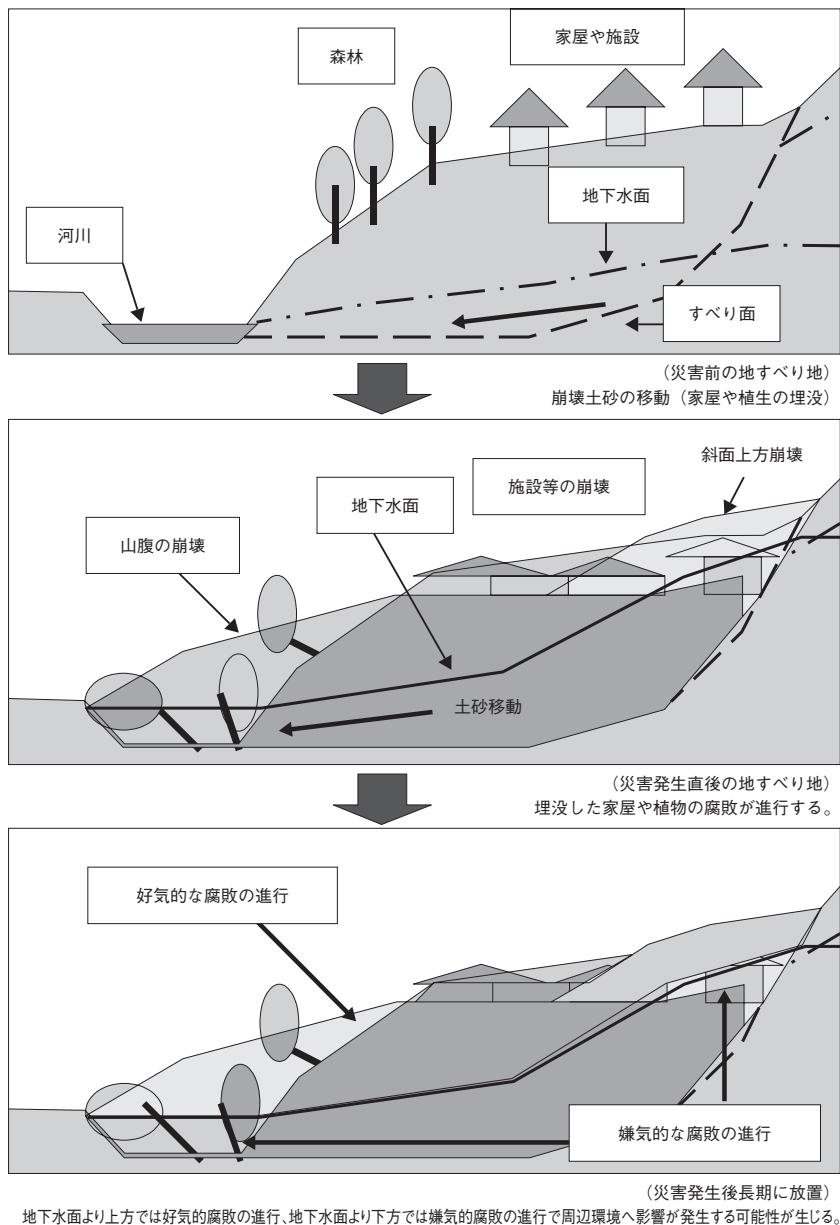 家屋や施設
森林
地下水面
河川
すべり面
（災害前の地すべり地）
崩壊土砂の移動（家屋や植生の埋没）
斜面上方崩壊
施設等の崩壊
地下水面
山腹の崩壊
土砂移動
（災害発生直後の地すべり地）
埋没した家屋や植物の腐敗が進行する。
好気的な腐敗の進行
嫌気的な腐敗の進行
（災害発生後長期に放置）
地下水面より上方では好気的腐敗の進行、地下水面より下方では嫌気的腐敗の進行で周辺環境へ影響が発生する可能性が生じる